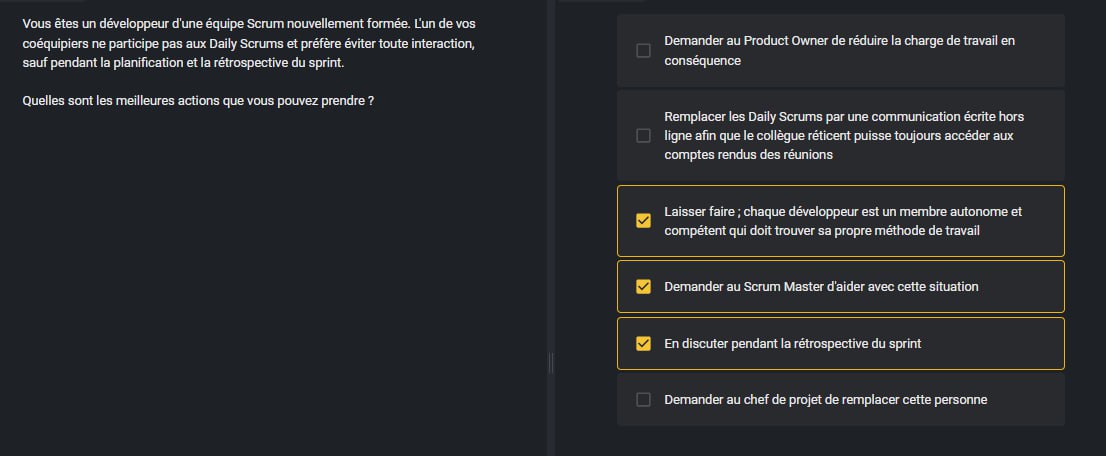 Vous êtes un développeur d'une équipe Scrum nouvellement formée. L'un de vos
coéquipiers ne participe pas aux Daily Scrums et préfère éviter toute interaction,
sauf pendant la planification et la rétrospective du sprint.
Quelles sont les meilleures actions que vous pouvez prendre ?
Demander au Product Owner de réduire la charge de travail en
conséquence
Remplacer les Daily Scrums par une communication écrite hors
ligne afin que le collègue réticent puisse toujours accéder aux
comptes rendus des réunions
Laisser faire ; chaque développeur est un membre autonome et
compétent qui doit trouver sa propre méthode de travail
Demander au Scrum Master d'aider avec cette situation
En discuter pendant la rétrospective du sprint
Demander au chef de projet de remplacer cette personne